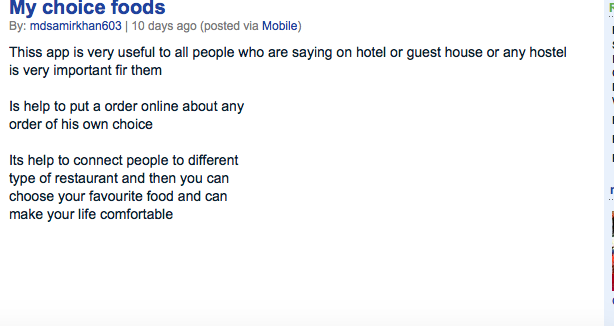 My choice foods
By: mdsamirkhan603 | 10 days ago (posted via Mobile)
Thiss app is very useful to all people who are saying on hotel or guest house or any hostel
is very important fir them
Is help to put a order online about any
order of his own choice
Its help to connect people to different
type of restaurant and then you can
choose your favourite food and can
make your life comfortable